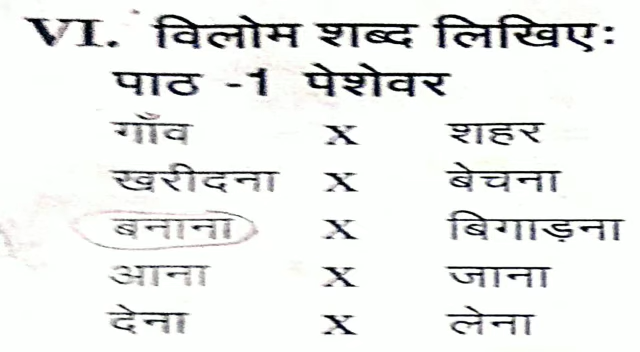 VI. विलोम शब्द लिखिएः
पाठ -1 पेशेवर
गाँव X शहर
खरीदना X बेचना
बनाना X बिगाड़ना
आना X जाना
देना X लेना